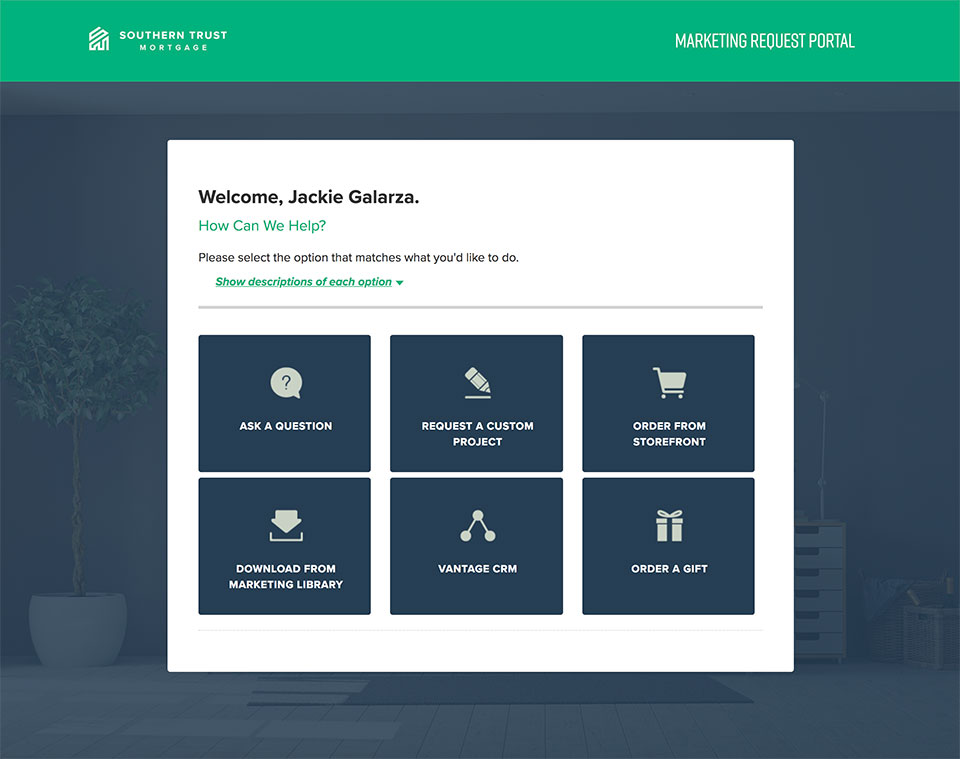 SOUTHERN TRUST
MORTGAGE
MARKETING REQUEST PORTAL
Welcome, Jackie Galarza.
How Can We Help?
Please select the option that matches what you'd like to do.
Show descriptions of each option
?
ASK A QUESTION
REQUEST A CUSTOM
PROJECT
ORDER FROM
STOREFRONT
DOWNLOAD FROM
MARKETING LIBRARY
VANTAGE CRM
ORDER A GIFT